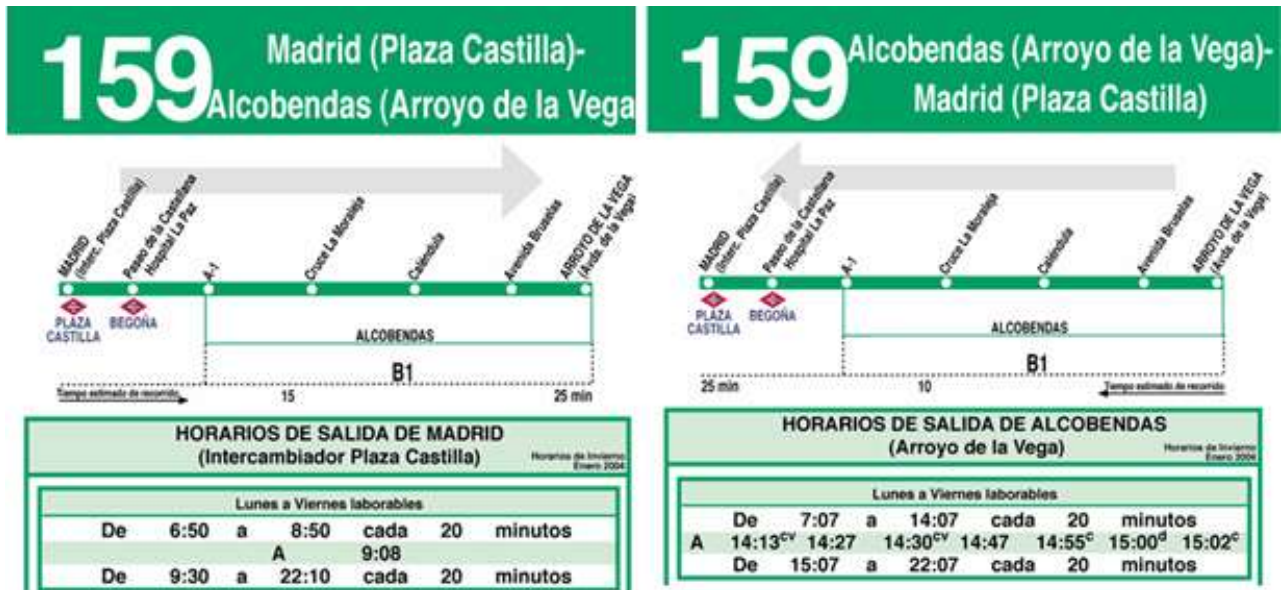 159
Madrid (Plaza Castilla)-
Alcobendas (Arroyo de la Vega
MADRID
(Interc. Plaza Castilla)
Paseo de la Castellana
Hospital La Paz
A-1
Cruce La Moraleja
Caléndula
Avenida Bruselas
ARROYO DE LA VEGA
(Avda. de la Vega)
PLAZA
CASTILLA
BEGOÑA
ALCOBENDAS
B1
Tiempo estimado de recorrido
15
25 min
HORARIOS DE SALIDA DE MADRID
(Intercambiador Plaza Castilla)
Horarios de Invierno
Enero 2004
Lunes a Viernes laborables
De 6:50 a 8:50 cada 20 minutos
A 9:08
De 9:30 a 22:10 cada 20 minutos
159
Alcobendas (Arroyo de la Vega)-
Madrid (Plaza Castilla)
MADRID
(Interc. Plaza Castilla)
Paseo de la Castellana
Hospital La Paz
A-1
Cruce La Moraleja
Caléndula
Avenida Bruselas
ARROYO DE LA VEGA
(Avda. de la Vega)
PLAZA
CASTILLA
BEGOÑA
ALCOBENDAS
B1
25 min
10
Tiempo estimado de recorrido
HORARIOS DE SALIDA DE ALCOBENDAS
(Arroyo de la Vega)
Horarios de Invierno
Enero 2004
Lunes a Viernes laborables
De 7:07 a 14:07 cada 20 minutos
A 14:13CV 14:27 14:30CV 14:47 14:55C 15:00d 15:02C
De 15:07 a 22:07 cada 20 minutos